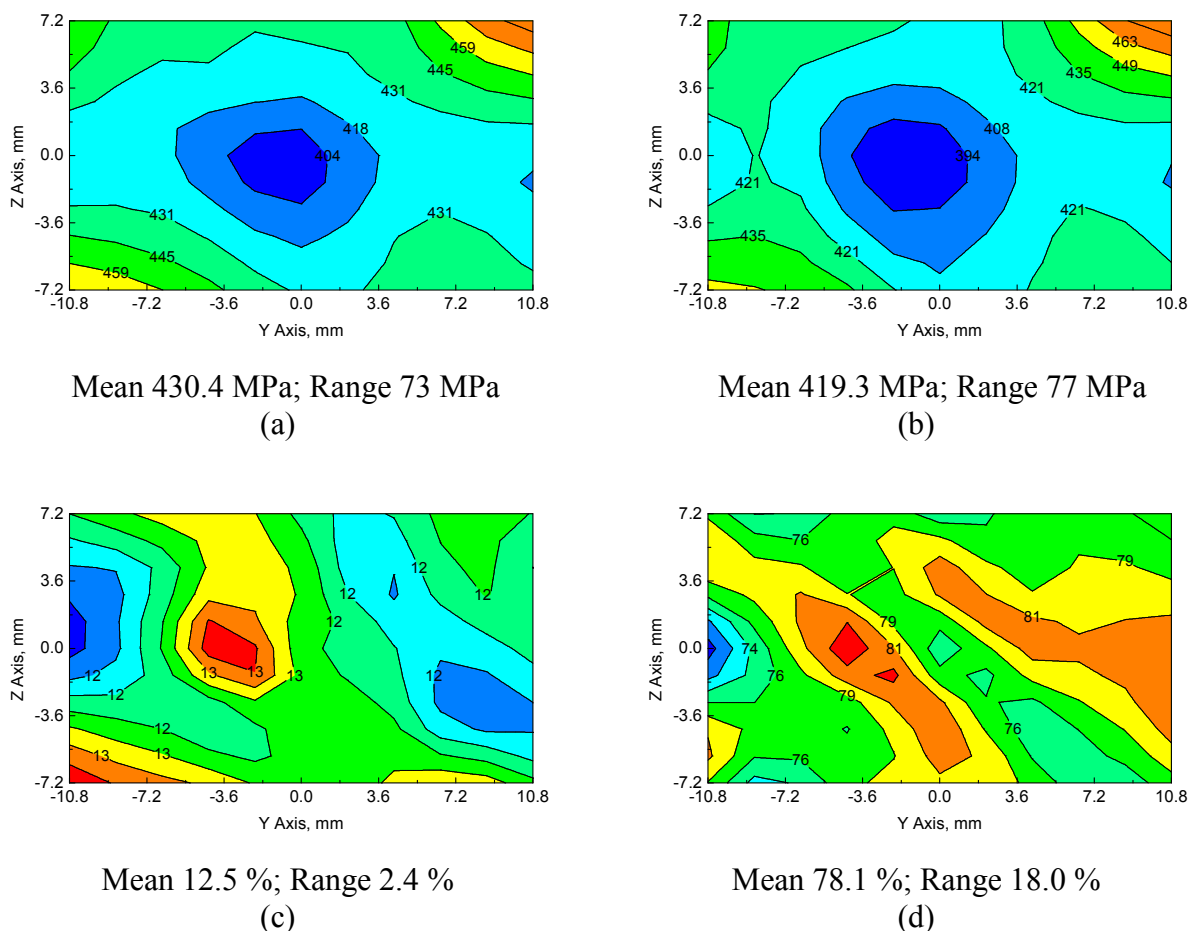 7.2
3.6
0.0
-3.6
-7.2
Z Axis, mm
459
445
431
418
404
431
431
445
459
-10.8 -7.2 -3.6 0.0 3.6 7.2 10.8
Y Axis, mm
Mean 430.4 MPa; Range 73 MPa
(a)
7.2
3.6
0.0
-3.6
-7.2
Z Axis, mm
463
449
435
421
408
394
421
421
435
421
-10.8 -7.2 -3.6 0.0 3.6 7.2 10.8
Y Axis, mm
Mean 419.3 MPa; Range 77 MPa
(b)
7.2
3.6
0.0
-3.6
-7.2
Z Axis, mm
12
12 12
12
13 13 13
12 12
12
12
13 13
-10.8 -7.2 -3.6 0.0 3.6 7.2 10.8
Y Axis, mm
Mean 12.5 %; Range 2.4 %
(c)
7.2
3.6
0.0
-3.6
-7.2
Z Axis, mm
76
79
79
81
74 81
76
79
76
76
-10.8 -7.2 -3.6 0.0 3.6 7.2 10.8
Y Axis, mm
Mean 78.1 %; Range 18.0 %
(d)